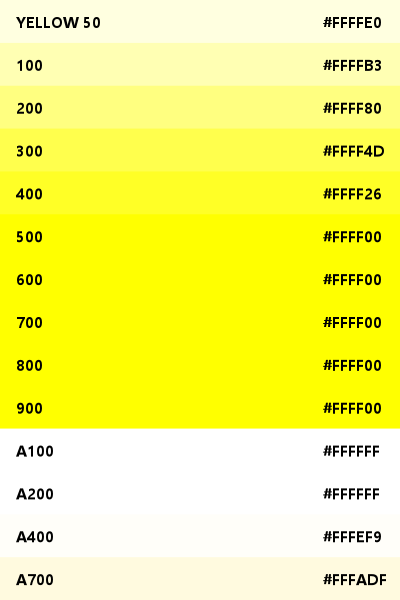 YELLOW 50 #FFFFE0
100 #FFFFB3
200 #FFFF80
300 #FFFF4D
400 #FFFF26
500 #FFFF00
600 #FFFF00
700 #FFFF00
800 #FFFF00
900 #FFFF00
A100 #FFFFFF
A200 #FFFFFF
A400 #FFFEF9
A700 #FFFADF